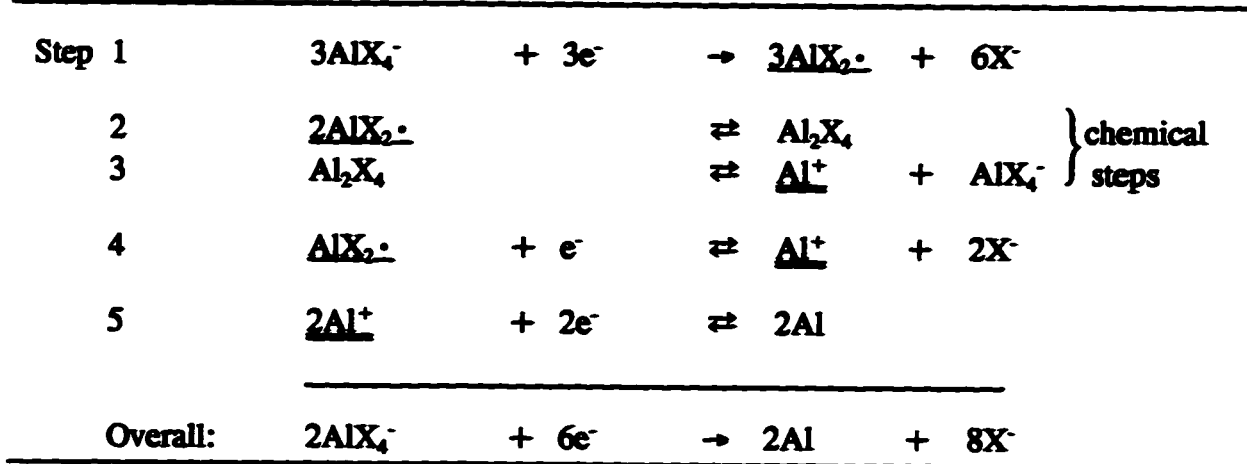 Step 1 3AlX₄⁻ + 3e⁻ → 3AlX₂· + 6X⁻
2 2AlX₂· ⇄ Al₂X₄ } chemical
3 Al₂X₄ ⇄ Al⁺ + AlX₄⁻ } steps
4 AlX₂· + e⁻ ⇄ Al⁺ + 2X⁻
5 2Al⁺ + 2e⁻ ⇄ 2Al
Overall: 2AlX₄⁻ + 6e⁻ → 2Al + 8X⁻